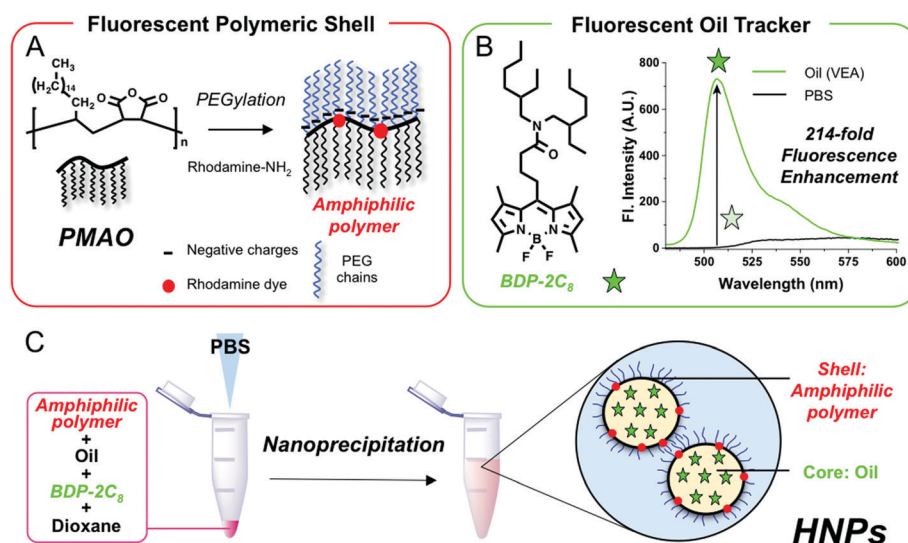 Fluorescent Polymeric Shell
A
CH3
(H2C)14
CH2
O
O
O
n
PEGylation
Rhodamine-NH2
PMAO
Amphiphilic
polymer
Negative charges
Rhodamine dye
PEG
chains
Fluorescent Oil Tracker
B
N
O
N
N
B
F
F
BDP-2C8
Fl. Intensity (A.U.)
800
600
400
200
0
500
550
600
Wavelength (nm)
Oil (VEA)
PBS
214-fold
Fluorescence
Enhancement
C
PBS
Amphiphilic
polymer
+
Oil
+
BDP-2C8
+
Dioxane
Nanoprecipitation
Shell:
Amphiphilic
polymer
Core: Oil
HNPs